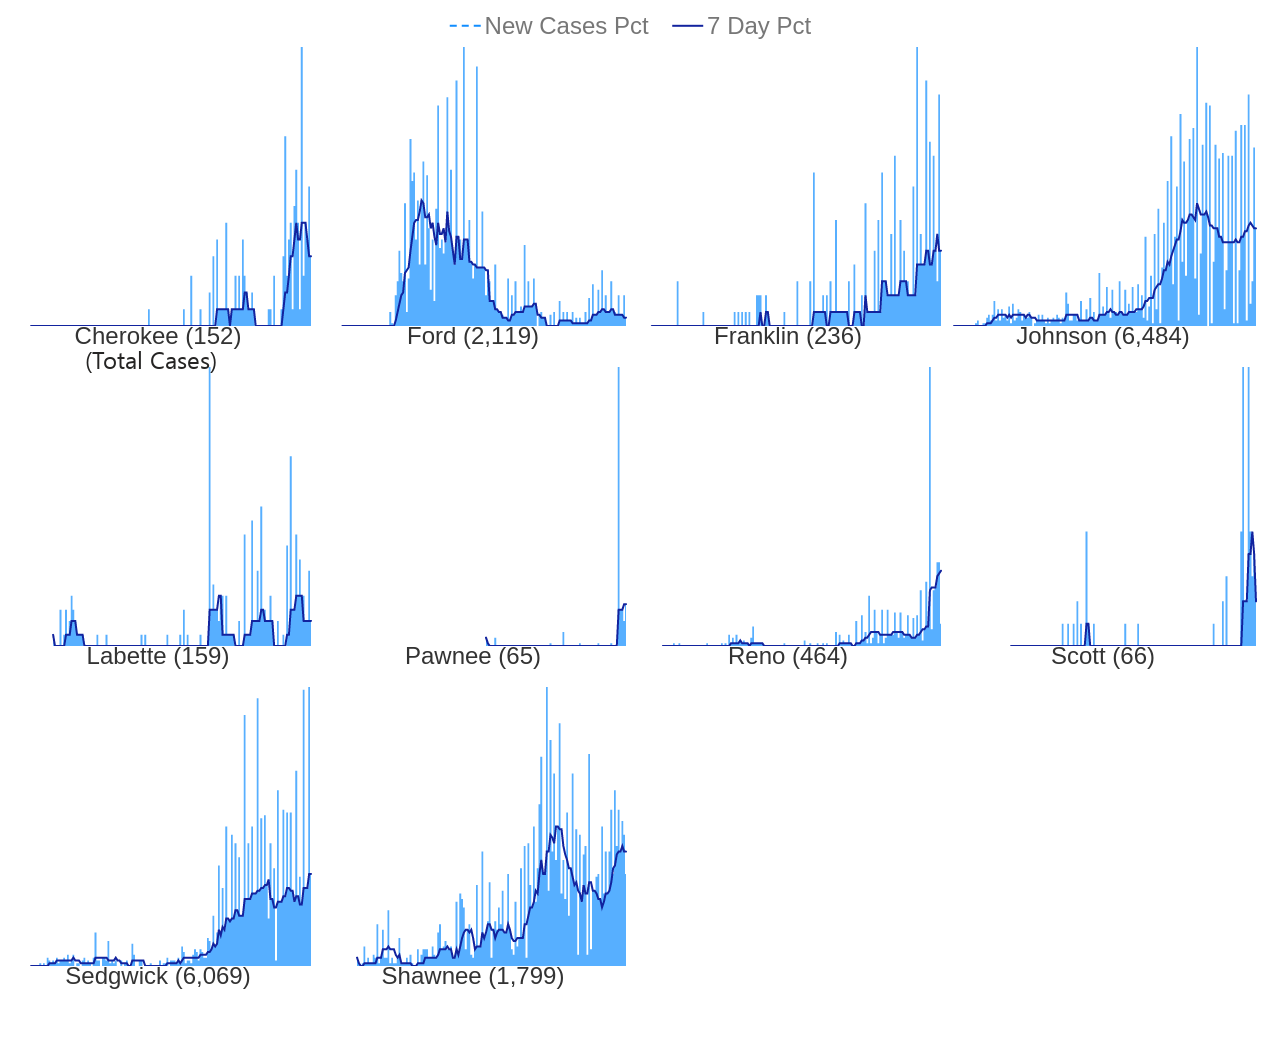 New Cases Pct 7 Day Pct
Cherokee (152) Ford (2,119) Franklin (236) Johnson (6,484)
(Total Cases)
Labette (159) Pawnee (65) Reno (464) Scott (66)
Sedgwick (6,069) Shawnee (1,799)